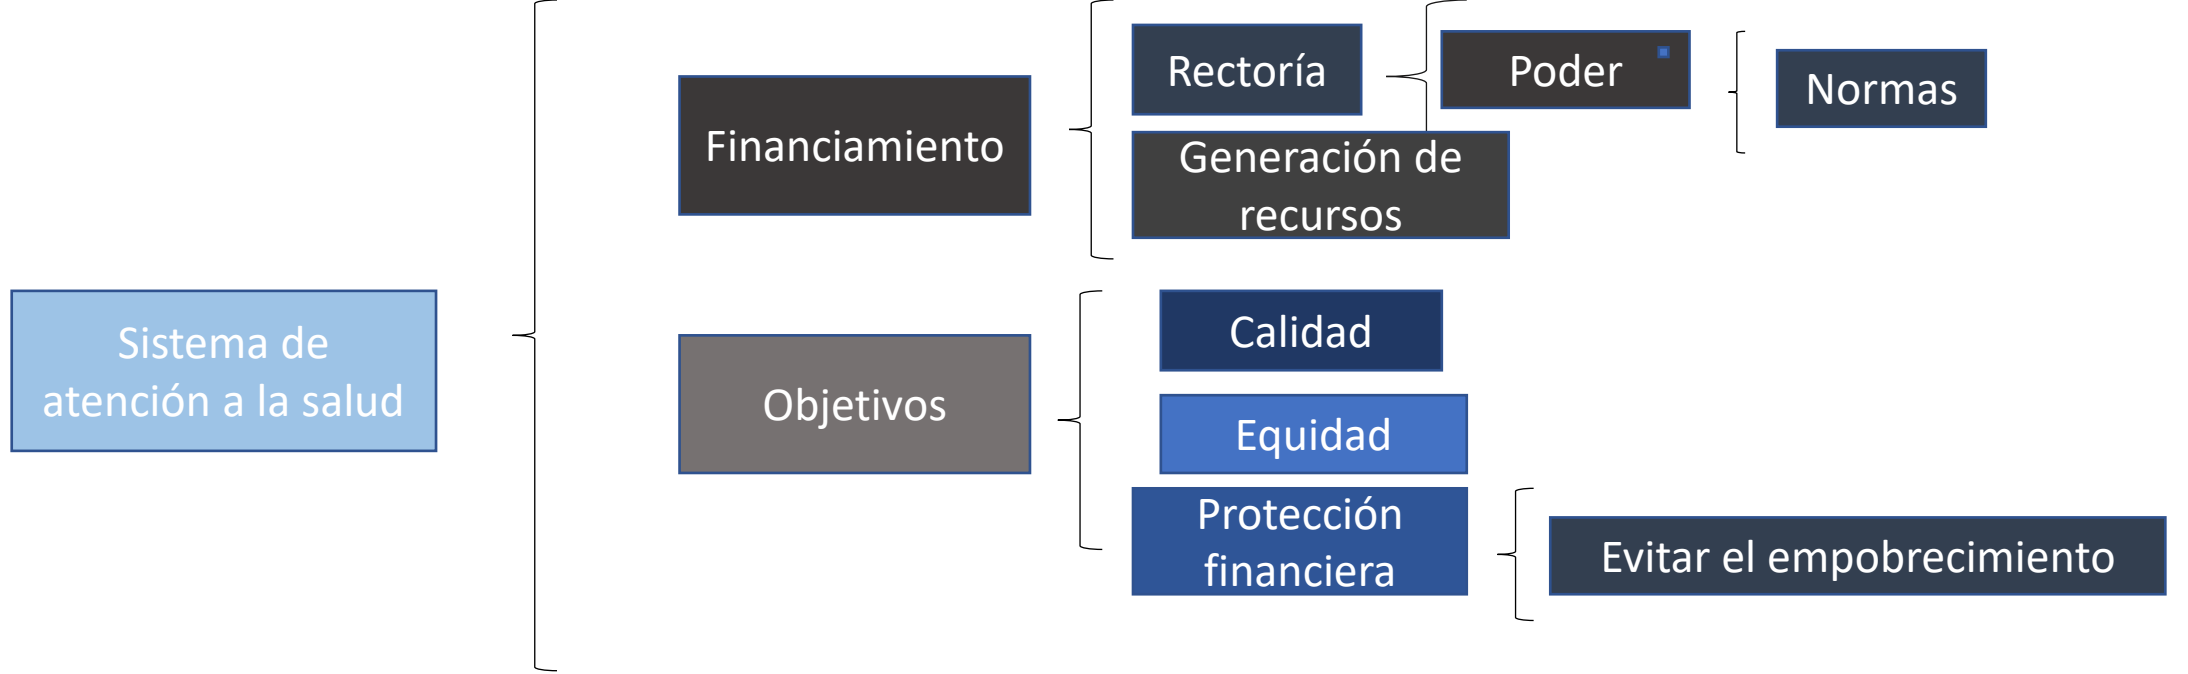 Sistema de
atención a la salud
Financiamiento
Rectoría
Poder
Normas
Generación de
recursos
Objetivos
Calidad
Equidad
Protección
financiera
Evitar el empobrecimiento